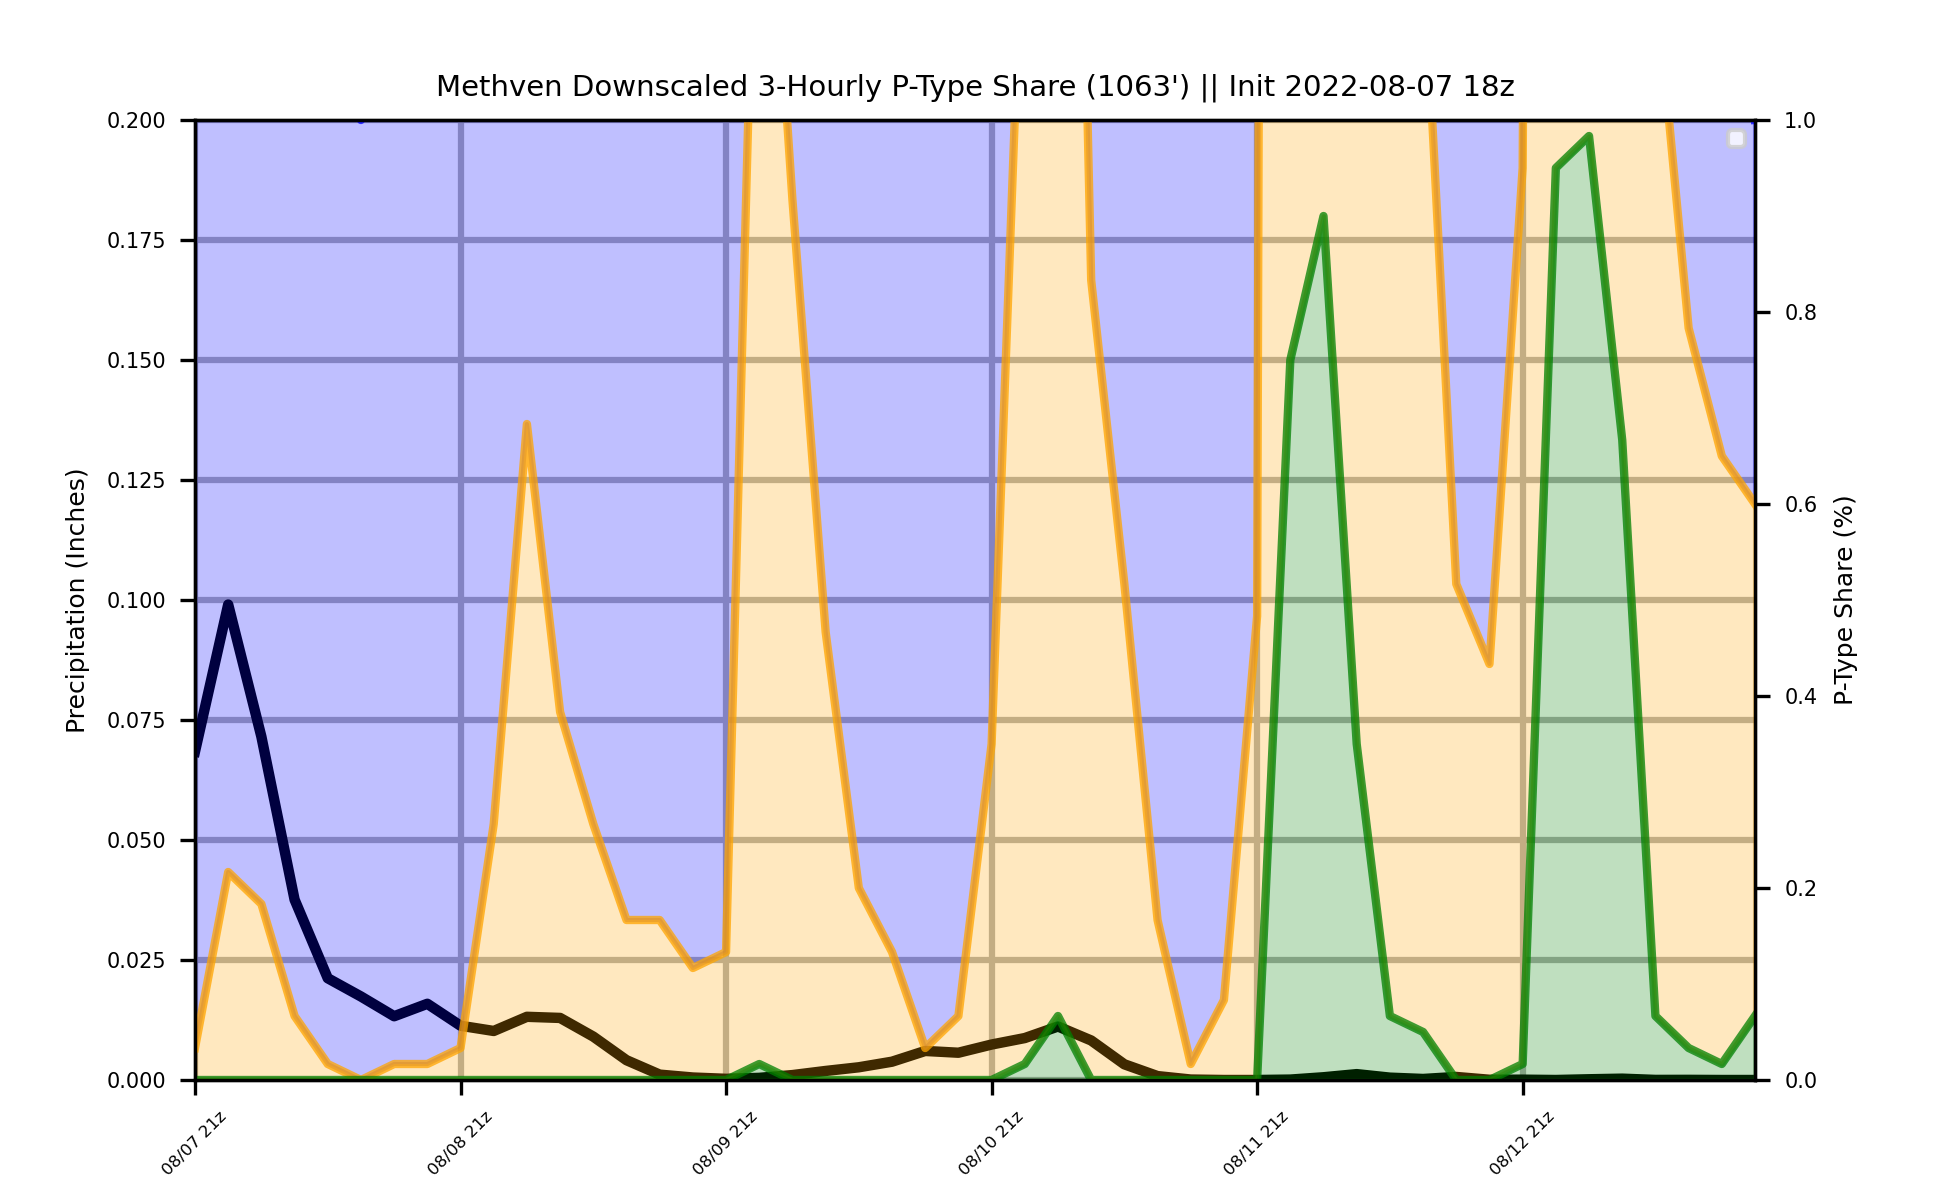 Methven Downscaled 3-Hourly P-Type Share (1063') || Init 2022-08-07 18z
0.200
0.175
0.150
0.125
0.100
0.075
0.050
0.025
0.000
Precipitation (Inches)
1.0
0.8
0.6
0.4
0.2
0.0
P-Type Share (%)
08/07 21z
08/08 21z
08/09 21z
08/10 21z
08/11 21z
08/12 21z